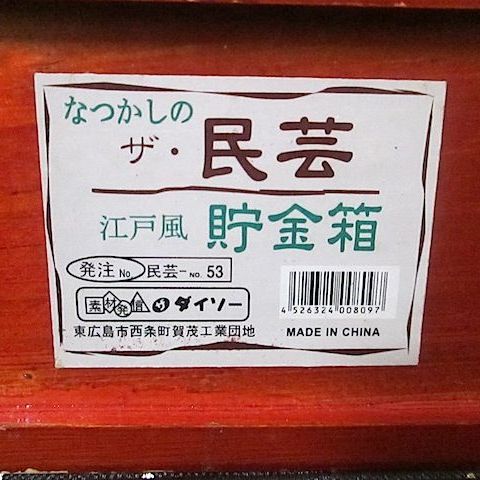 なつかしの
ザ・民芸
江戸風 貯金箱
発注No. 民芸-NO.53
素材発信 ダイソー
東広島市西条町賀茂工業団地
4526324008097
MADE IN CHINA